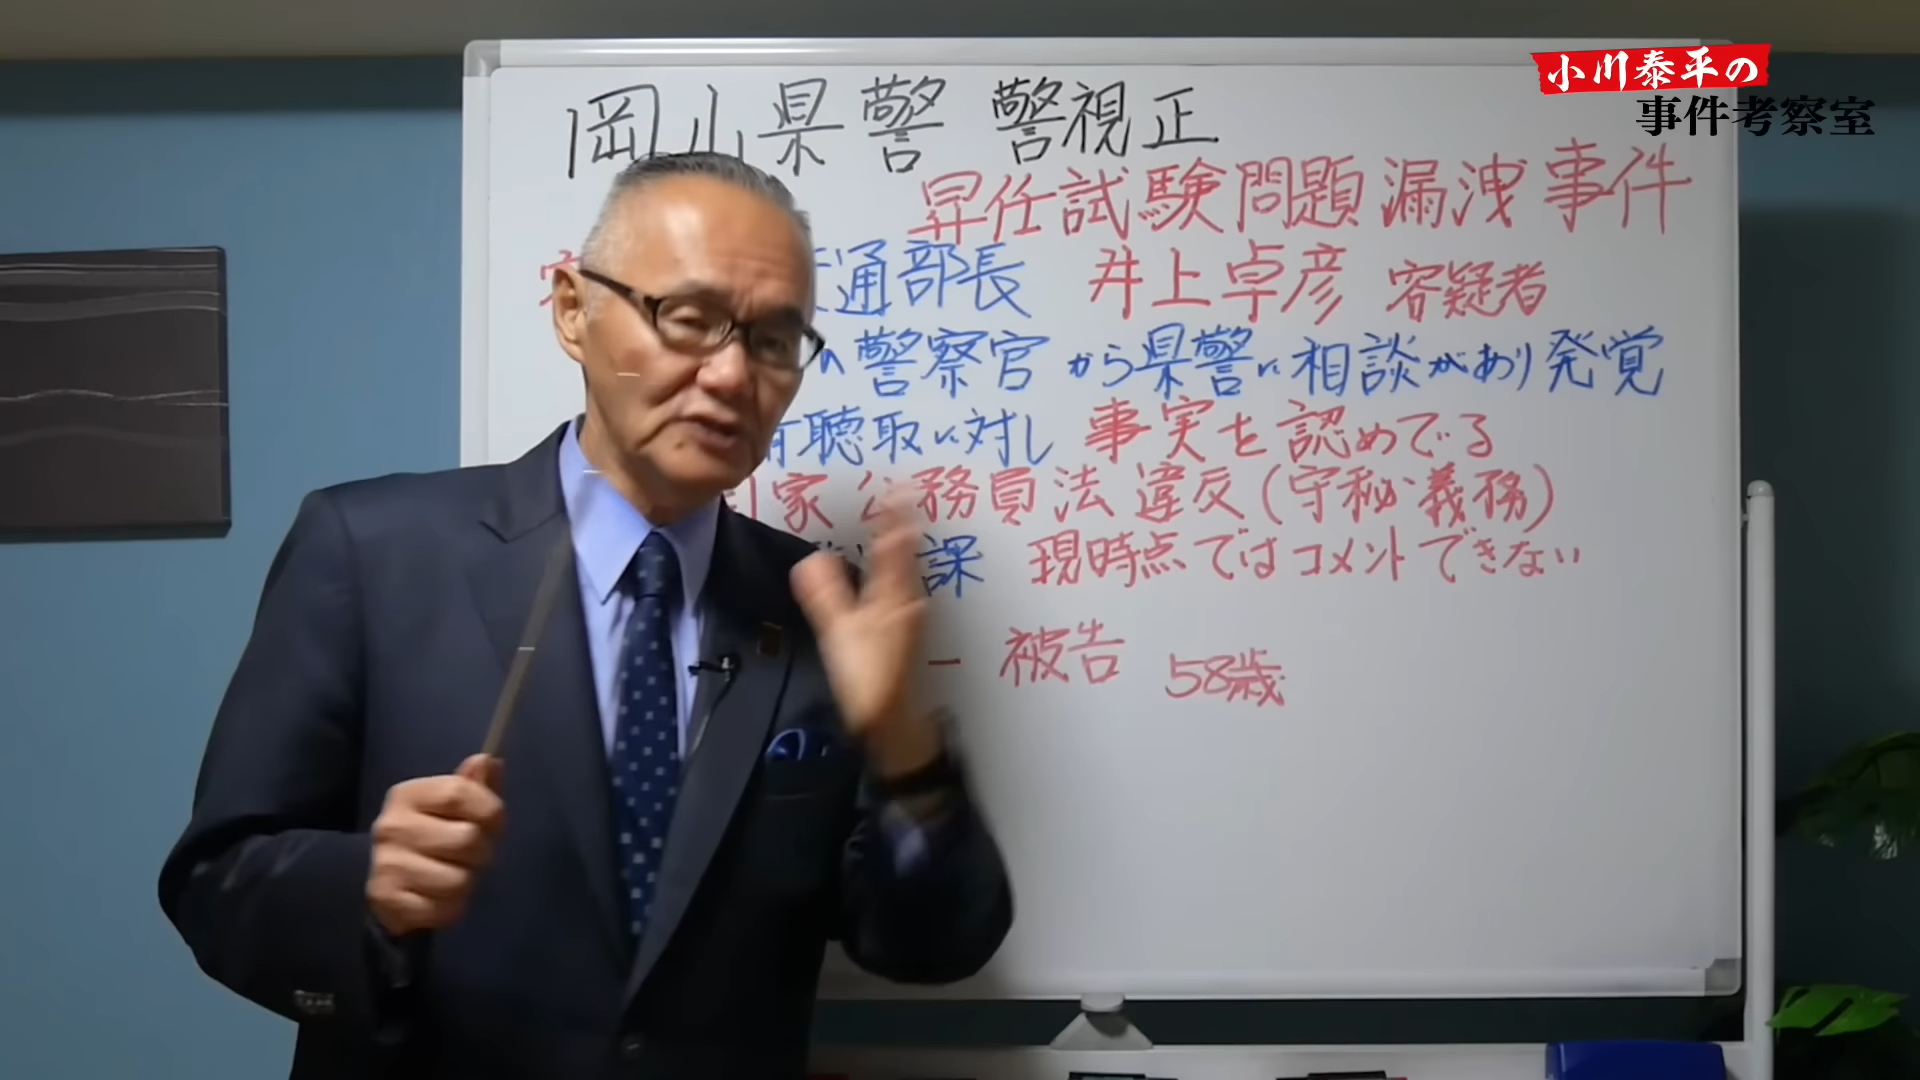 小川泰平の
事件考察室
岡山県警 警視正
昇任試験問題漏洩事件
通部長 井上卓彦 容疑者
の警察官から県警に相談があり発覚
聴取に対し 事実を認めてる
国家公務員法違反(守秘義務)
課 現時点ではコメントできない
被告 58歳